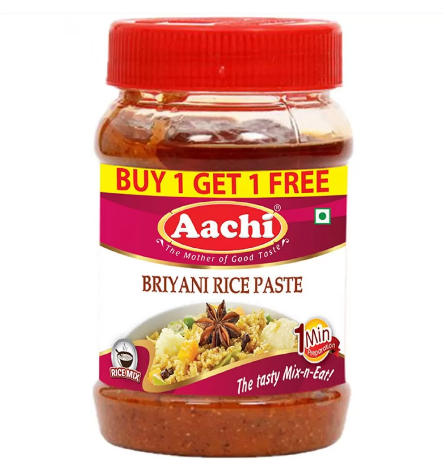 BUY 1 GET 1 FREE
Aachi®
The Mother of Good Taste
BRIYANI RICE PASTE
1 Min
Preparation
RICE MIX
The tasty Mix-n-Eat!